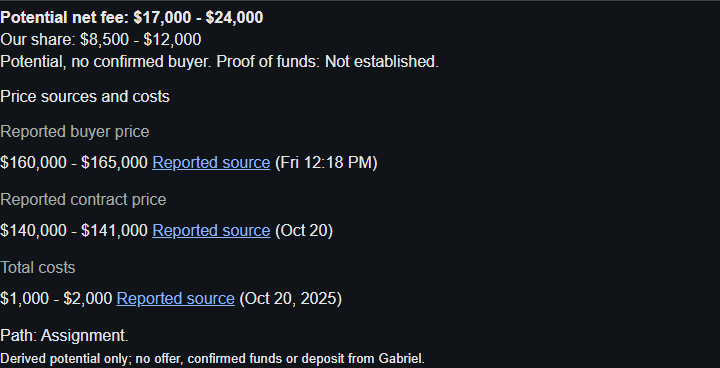 Potential net fee: $17,000 - $24,000
Our share: $8,500 - $12,000
Potential, no confirmed buyer. Proof of funds: Not established.
Price sources and costs
Reported buyer price
$160,000 - $165,000 Reported source (Fri 12:18 PM)
Reported contract price
$140,000 - $141,000 Reported source (Oct 20)
Total costs
$1,000 - $2,000 Reported source (Oct 20, 2025)
Path: Assignment.
Derived potential only; no offer, confirmed funds or deposit from Gabriel.